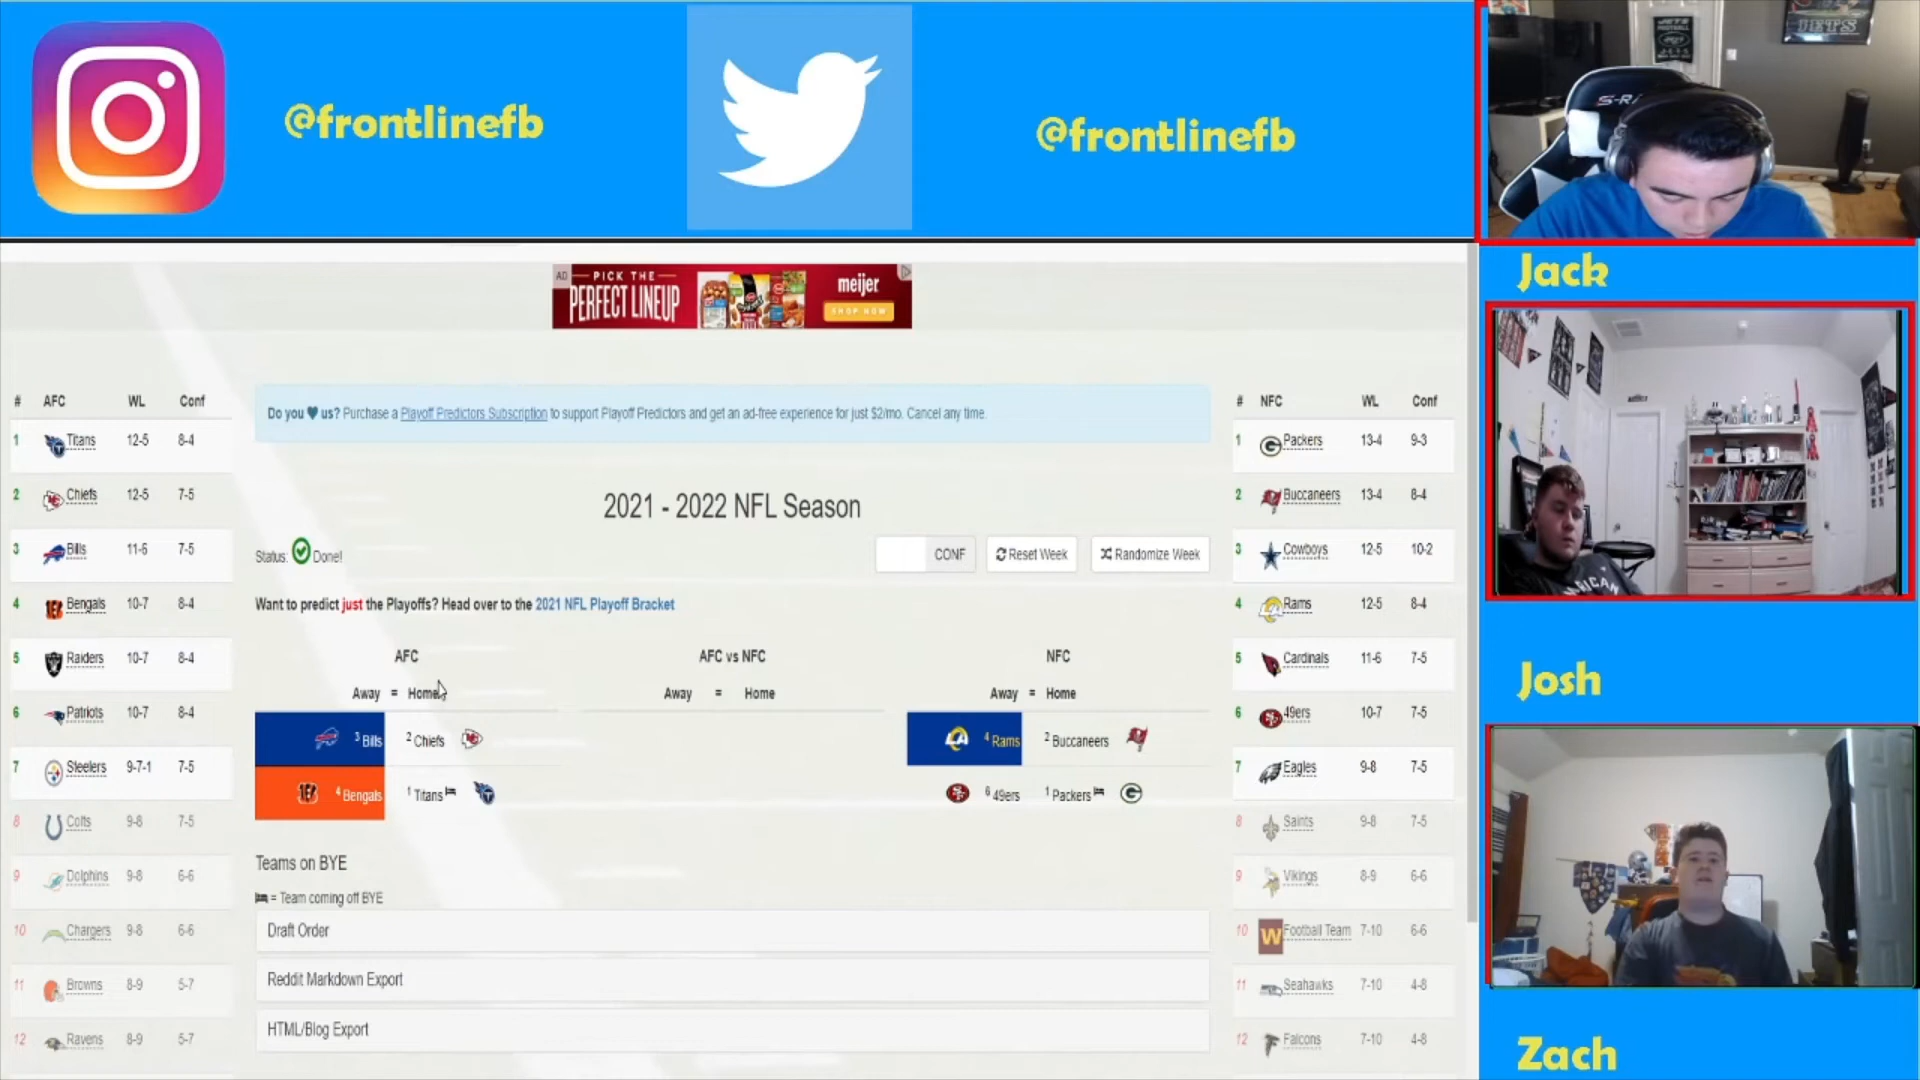 @frontlinefb
@frontlinefb
JETS
S-R
Jack
AD
PICK THE
PERFECT LINEUP
meijer
SHOP NOW
# AFC WL Conf
1 Titans 12-5 8-4
2 Chiefs 12-5 7-5
3 Bills 11-6 7-5
4 Bengals 10-7 8-4
5 Raiders 10-7 8-4
6 Patriots 10-7 8-4
7 Steelers 9-7-1 7-5
8 Colts 9-8 7-5
9 Dolphins 9-8 6-6
10 Chargers 9-8 6-6
11 Browns 8-9 5-7
12 Ravens 8-9 5-7
Do you ♥ us? Purchase a Playoff Predictors Subscription to support Playoff Predictors and get an ad-free experience for just $2/mo. Cancel any time.
2021 - 2022 NFL Season
Status: Done!
CONF
Reset Week
Randomize Week
Want to predict just the Playoffs? Head over to the 2021 NFL Playoff Bracket
AFC
Away = Home
3 Bills 2 Chiefs
4 Bengals 1 Titans
AFC vs NFC
Away = Home
NFC
Away = Home
4 Rams 2 Buccaneers
6 49ers 1 Packers
Teams on BYE
= Team coming off BYE
Draft Order
Reddit Markdown Export
HTML/Blog Export
# NFC WL Conf
1 Packers 13-4 9-3
2 Buccaneers 13-4 8-4
3 Cowboys 12-5 10-2
4 Rams 12-5 8-4
5 Cardinals 11-6 7-5
6 49ers 10-7 7-5
7 Eagles 9-8 7-5
8 Saints 9-8 7-5
9 Vikings 8-9 6-6
10 Football Team 7-10 6-6
11 Seahawks 7-10 4-8
12 Falcons 7-10 4-8
Josh
Zach